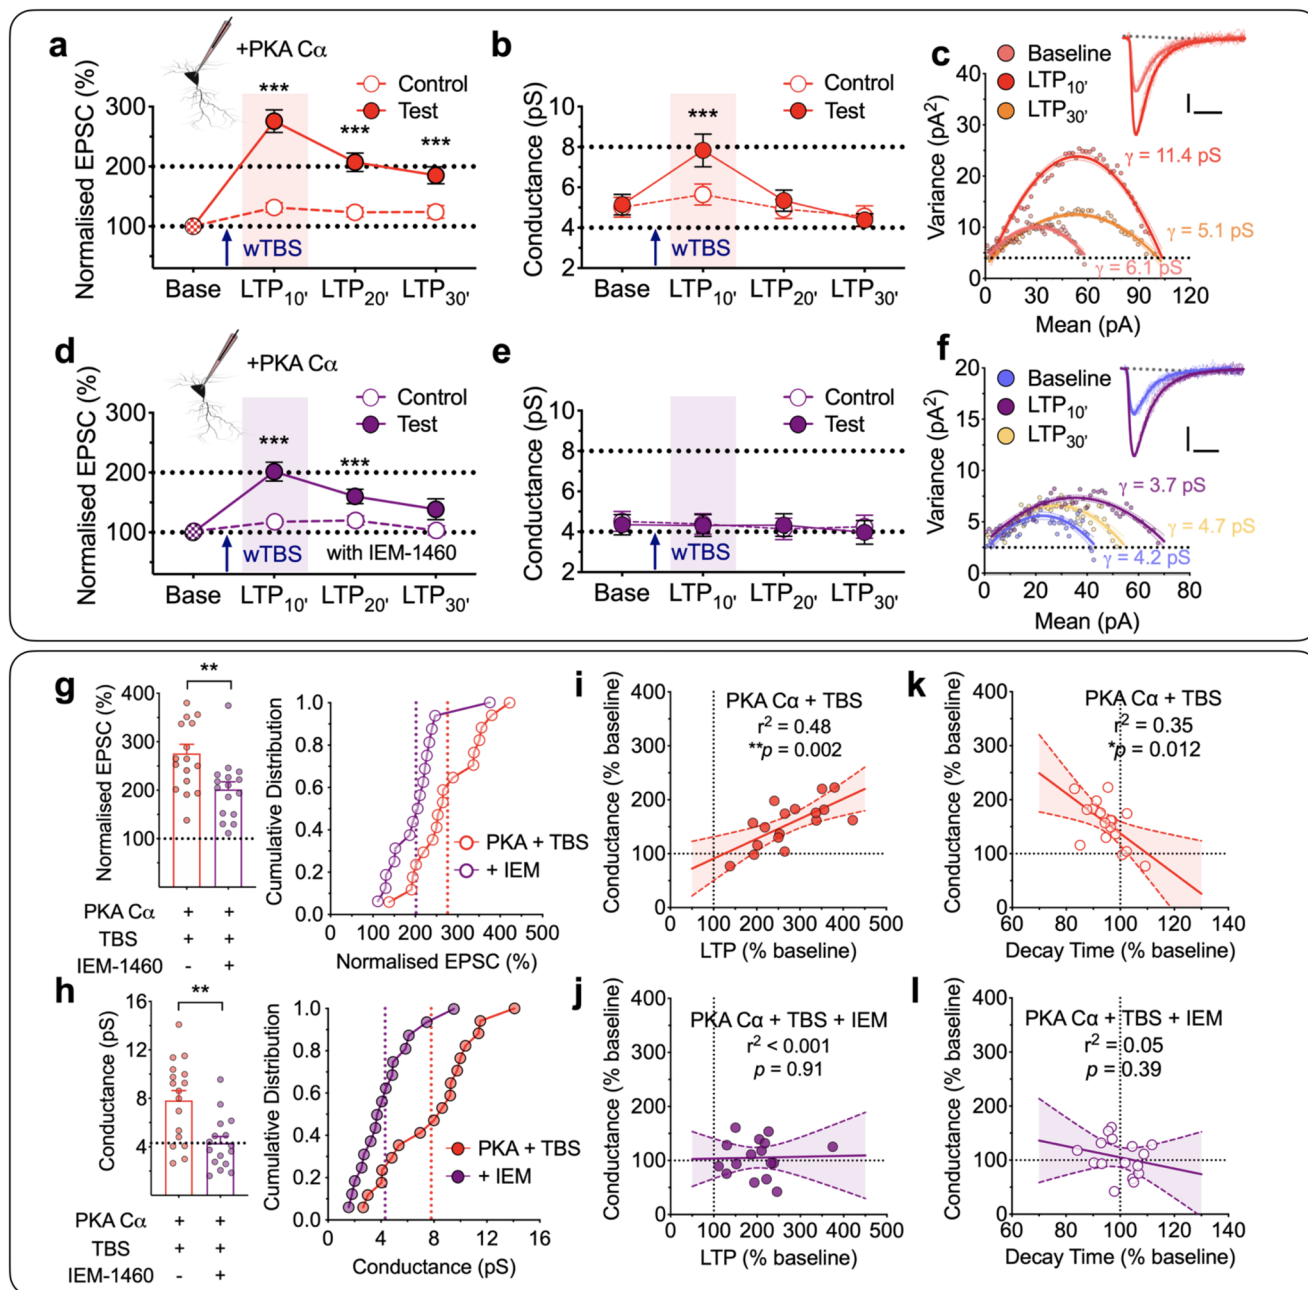 a
+PKA Cα
Normalised EPSC (%)
300
200
100
Control
Test
***
***
***
wTBS
Base
LTP10'
LTP20'
LTP30'
b
Conductance (pS)
10
8
6
4
2
Control
Test
***
wTBS
Base
LTP10'
LTP20'
LTP30'
c
Baseline
LTP10'
LTP30'
Variance (pA2)
40
30
20
10
0
γ = 11.4 pS
γ = 5.1 pS
γ = 6.1 pS
0
30
60
90
120
Mean (pA)
d
+PKA Cα
Normalised EPSC (%)
300
200
100
Control
Test
***
***
with IEM-1460
wTBS
Base
LTP10'
LTP20'
LTP30'
e
Conductance (pS)
10
8
6
4
2
Control
Test
wTBS
Base
LTP10'
LTP20'
LTP30'
f
Baseline
LTP10'
LTP30'
Variance (pA2)
20
15
10
5
0
γ = 3.7 pS
γ = 4.7 pS
γ = 4.2 pS
0
20
40
60
80
Mean (pA)
g
**
Normalised EPSC (%)
400
300
200
100
PKA Cα + +
TBS + +
IEM-1460 - +
Cumulative Distribution
1.0
0.8
0.6
0.4
0.2
0.0
PKA + TBS
+ IEM
0 100 200 300 400 500
Normalised EPSC (%)
h
**
Conductance (pS)
16
12
8
4
PKA Cα + +
TBS + +
IEM-1460 - +
Cumulative Distribution
1.0
0.8
0.6
0.4
0.2
0.0
PKA + TBS
+ IEM
0 4 8 12 16
Conductance (pS)
i
Conductance (% baseline)
400
300
200
100
0
PKA Cα + TBS
r2 = 0.48
**p = 0.002
0 100 200 300 400 500
LTP (% baseline)
j
Conductance (% baseline)
400
300
200
100
0
PKA Cα + TBS + IEM
r2 < 0.001
p = 0.91
0 100 200 300 400 500
LTP (% baseline)
k
Conductance (% baseline)
400
300
200
100
0
PKA Cα + TBS
r2 = 0.35
*p = 0.012
60 80 100 120 140
Decay Time (% baseline)
l
Conductance (% baseline)
400
300
200
100
0
PKA Cα + TBS + IEM
r2 = 0.05
p = 0.39
60 80 100 120 140
Decay Time (% baseline)